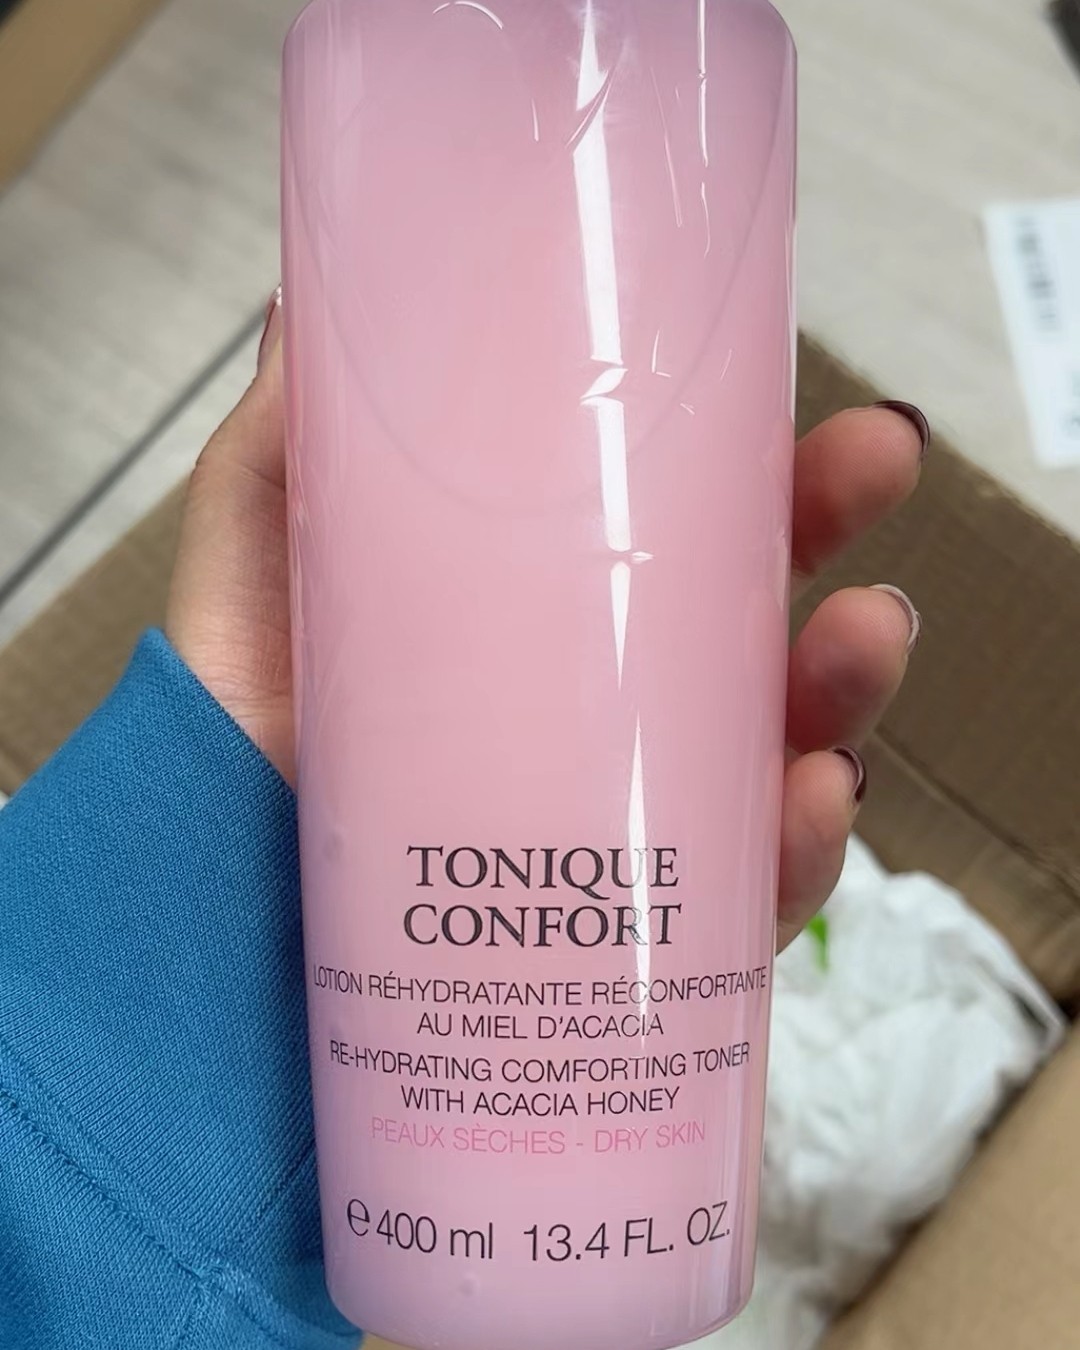 TONIQUE
CONFORT
LOTION RÉHYDRATANTE RÉCONFORTANTE
AU MIEL D'ACACIA
RE-HYDRATING COMFORTING TONER
WITH ACACIA HONEY
PEAUX SÈCHES - DRY SKIN
℮ 400 ml 13.4 FL. OZ.